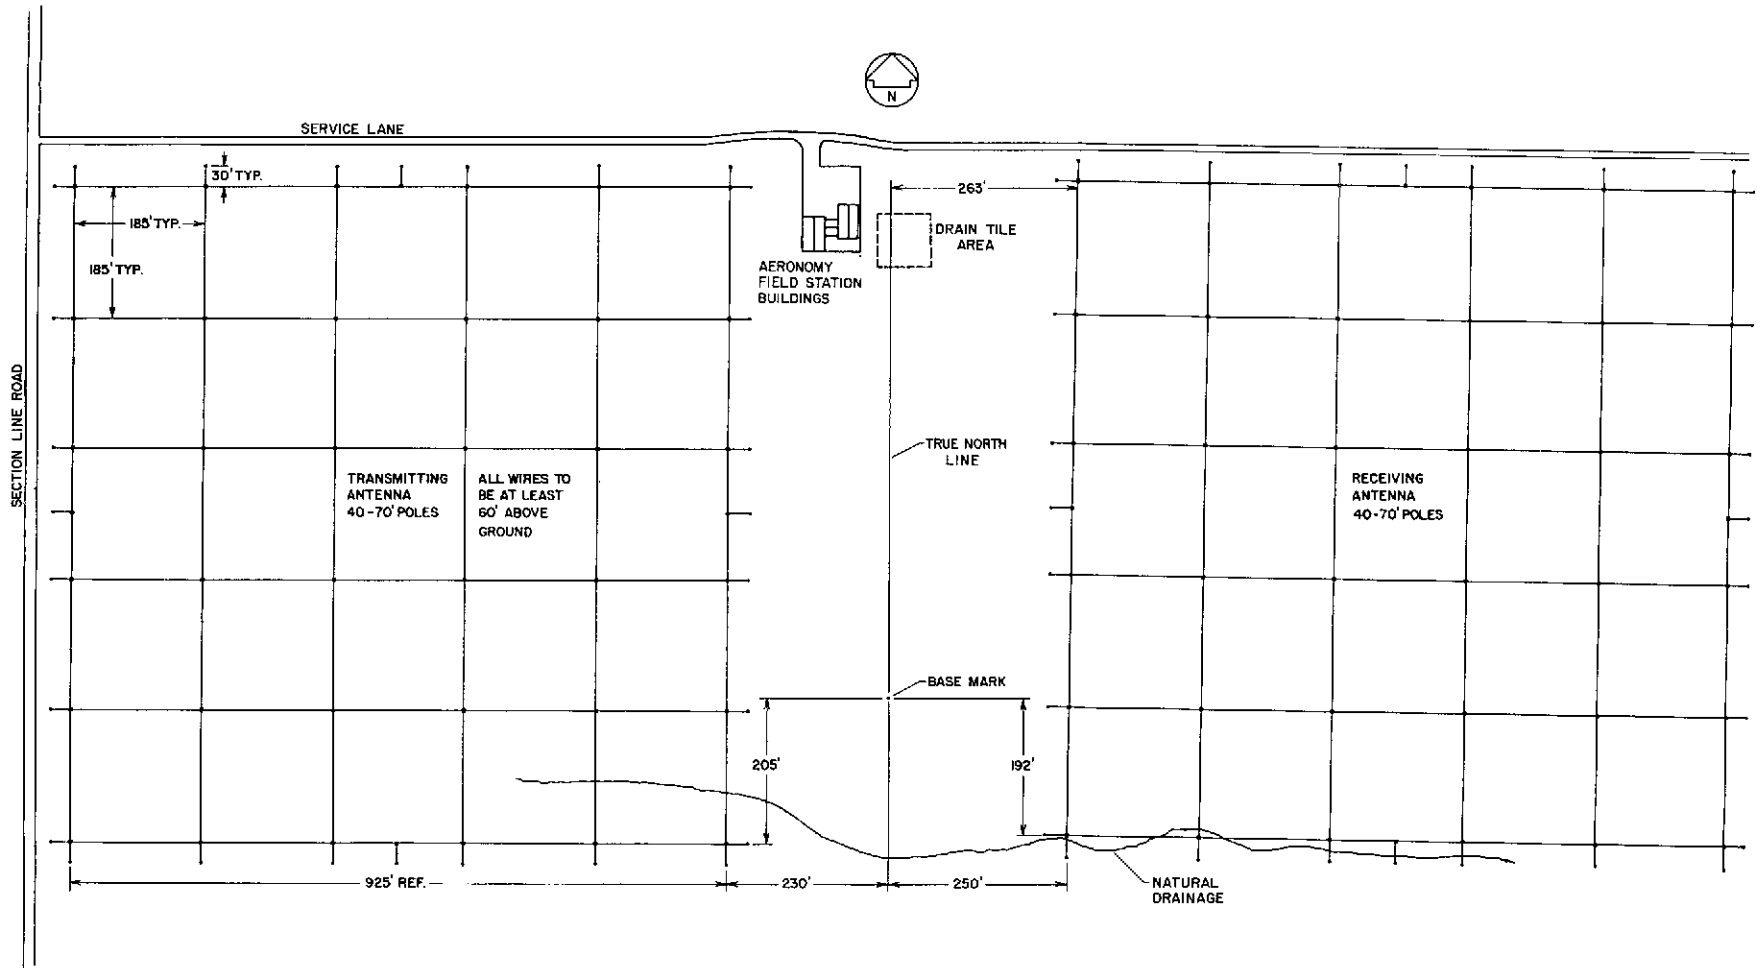 N
SERVICE LANE
30' TYP.
263'
185' TYP.
DRAIN TILE
AREA
185' TYP.
AERONOMY
FIELD STATION
BUILDINGS
SECTION LINE ROAD
TRUE NORTH
LINE
TRANSMITTING
ANTENNA
40-70' POLES
ALL WIRES TO
BE AT LEAST
60' ABOVE
GROUND
RECEIVING
ANTENNA
40-70' POLES
BASE MARK
205'
192'
925' REF.
230'
250'
NATURAL
DRAINAGE